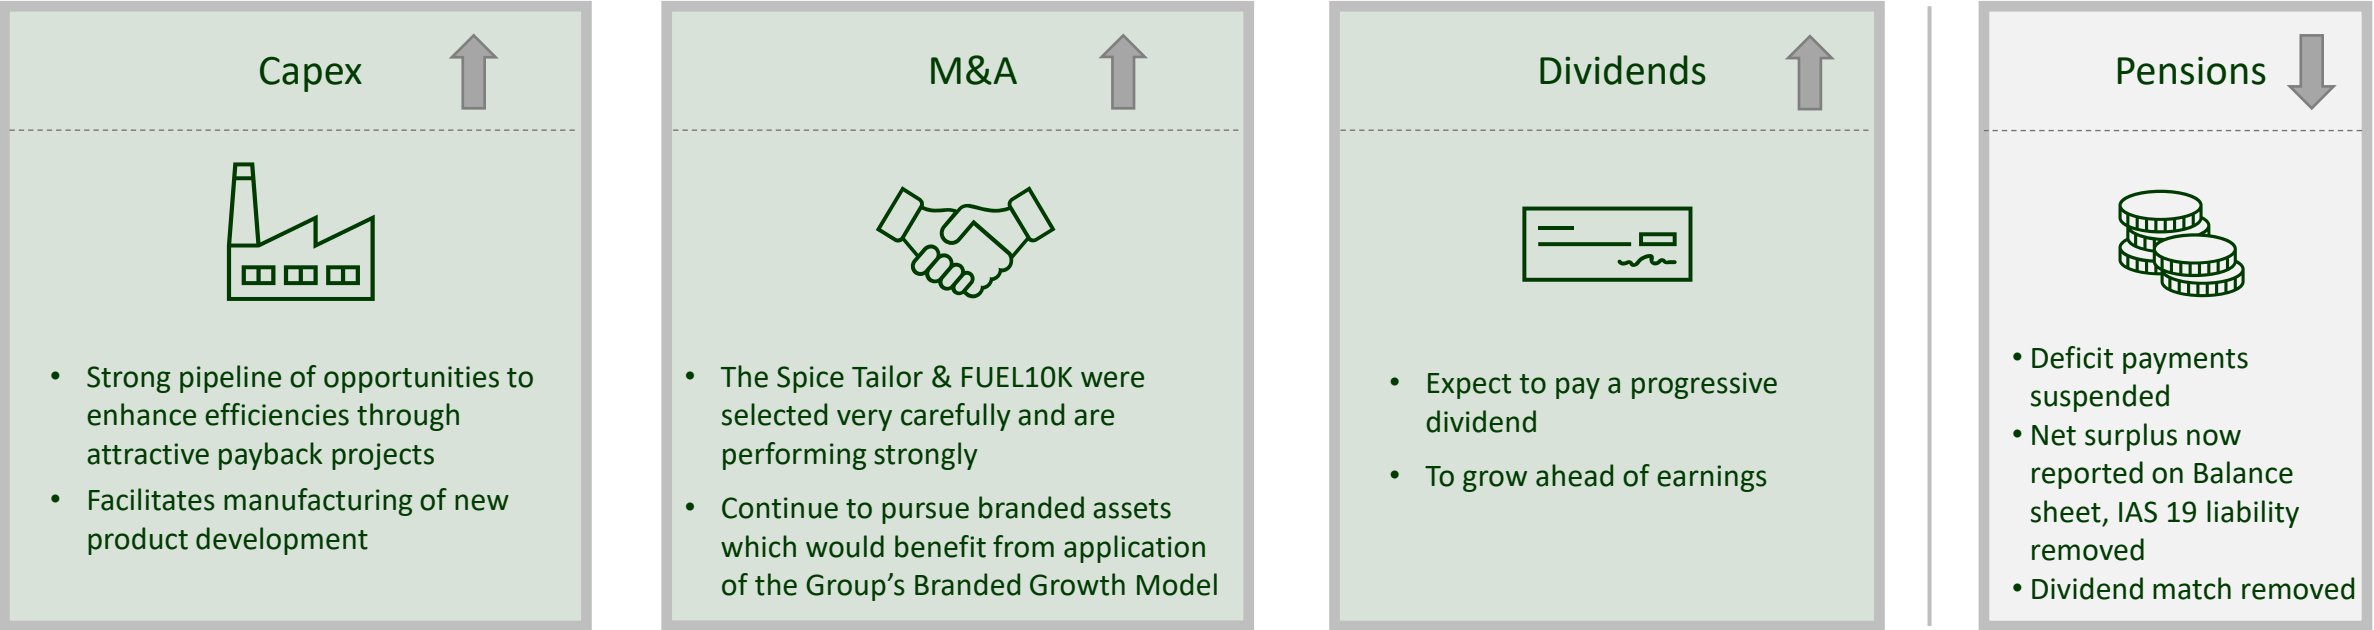 Capex
• Strong pipeline of opportunities to
enhance efficiencies through
attractive payback projects
• Facilitates manufacturing of new
product development
M&A
• The Spice Tailor & FUEL10K were
selected very carefully and are
performing strongly
• Continue to pursue branded assets
which would benefit from application
of the Group’s Branded Growth Model
Dividends
• Expect to pay a progressive
dividend
• To grow ahead of earnings
Pensions
• Deficit payments
suspended
• Net surplus now
reported on Balance
sheet, IAS 19 liability
removed
• Dividend match removed